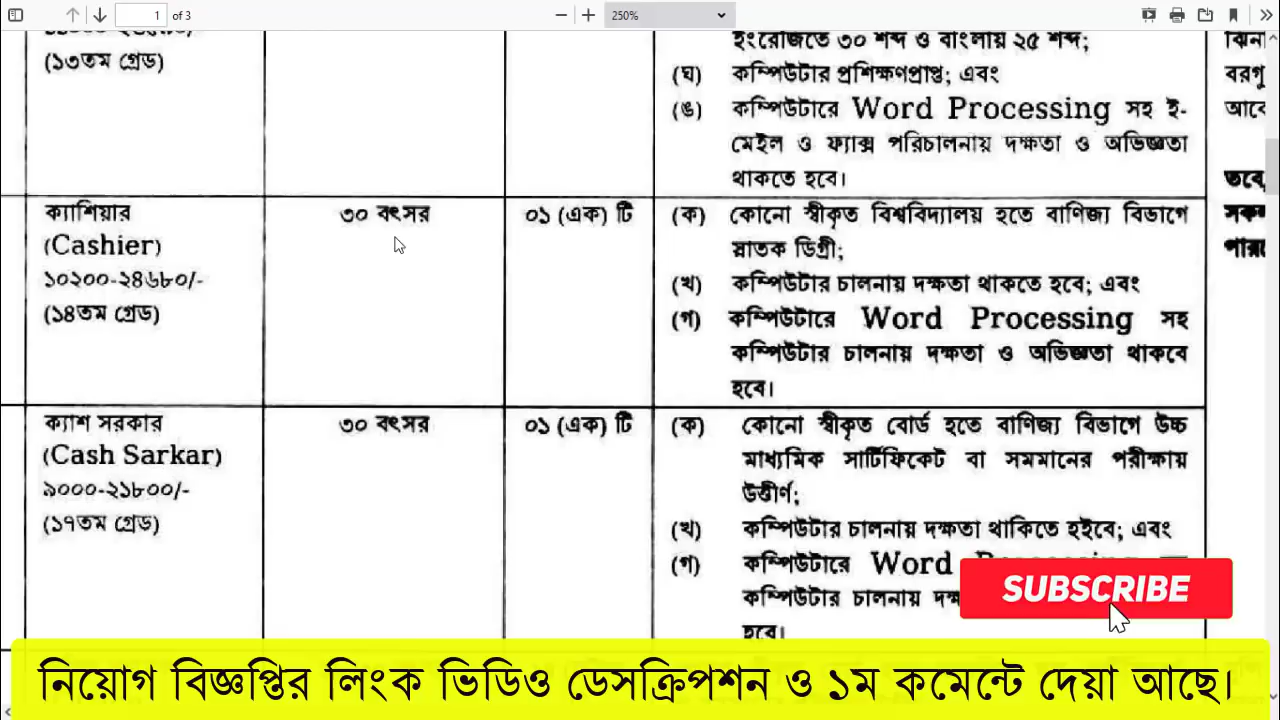 1 of 3
250%
(১৩তম গ্রেড)
ইংরেজিতে ৩০ শব্দ ও বাংলায় ২৫ শব্দ;
(ঘ) কম্পিউটার প্রশিক্ষণপ্রাপ্ত; এবং
(ঙ) কম্পিউটারে Word Processing সহ ই-
মেইল ও ফ্যাক্স পরিচালনায় দক্ষতা ও অভিজ্ঞতা
থাকতে হবে।
ক্যাশিয়ার
(Cashier)
১০২০০-২৪৬৮০/-
(১৪তম গ্রেড)
৩০ বৎসর
০১ (এক) টি
(ক) কোনো স্বীকৃত বিশ্ববিদ্যালয় হতে বাণিজ্য বিভাগে
স্নাতক ডিগ্রী;
(খ) কম্পিউটার চালনায় দক্ষতা থাকতে হবে; এবং
(গ) কম্পিউটারে Word Processing সহ
কম্পিউটার চালনায় দক্ষতা ও অভিজ্ঞতা থাকবে
হবে।
ক্যাশ সরকার
(Cash Sarkar)
৯০০০-২১৮০০/-
(১৭তম গ্রেড)
৩০ বৎসর
০১ (এক) টি
(ক) কোনো স্বীকৃত বোর্ড হতে বাণিজ্য বিভাগে উচ্চ
মাধ্যমিক সার্টিফিকেট বা সমমানের পরীক্ষায়
উত্তীর্ণ;
(খ) কম্পিউটার চালনায় দক্ষতা থাকিতে হইবে; এবং
(গ) কম্পিউটারে Word
কম্পিউটার চালনায়
হবে।
তবে
SUBSCRIBE
নিয়োগ বিজ্ঞপ্তির লিংক ভিডিও ডেসক্রিপশন ও ১ম কমেন্টে দেয়া আছে।